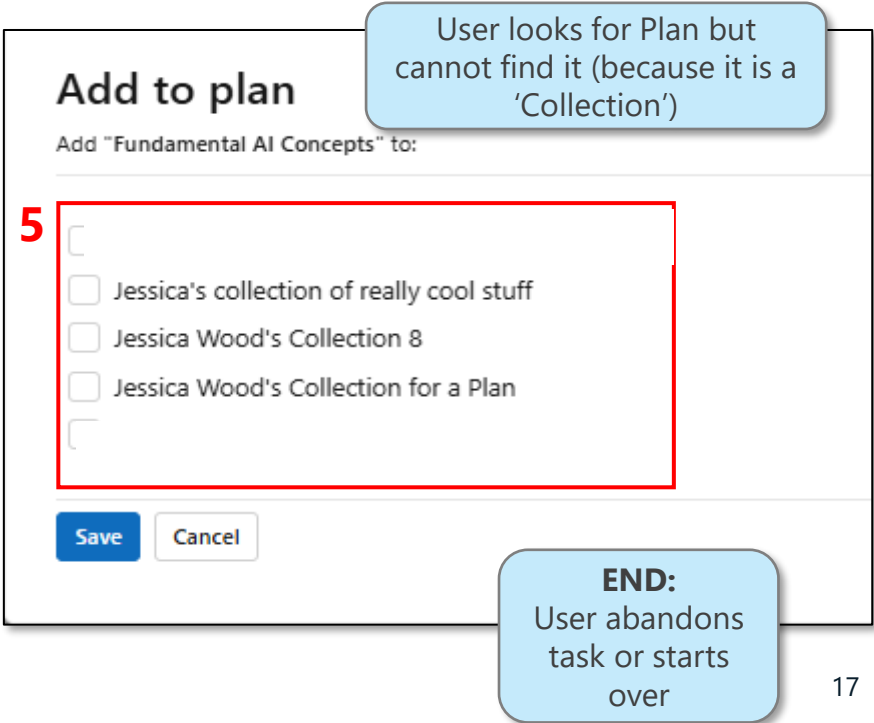 User looks for Plan but
cannot find it (because it is a
‘Collection’)
Add to plan
Add "Fundamental AI Concepts" to:
5
Jessica's collection of really cool stuff
Jessica Wood's Collection 8
Jessica Wood's Collection for a Plan
Save
Cancel
END:
User abandons
task or starts
over
17